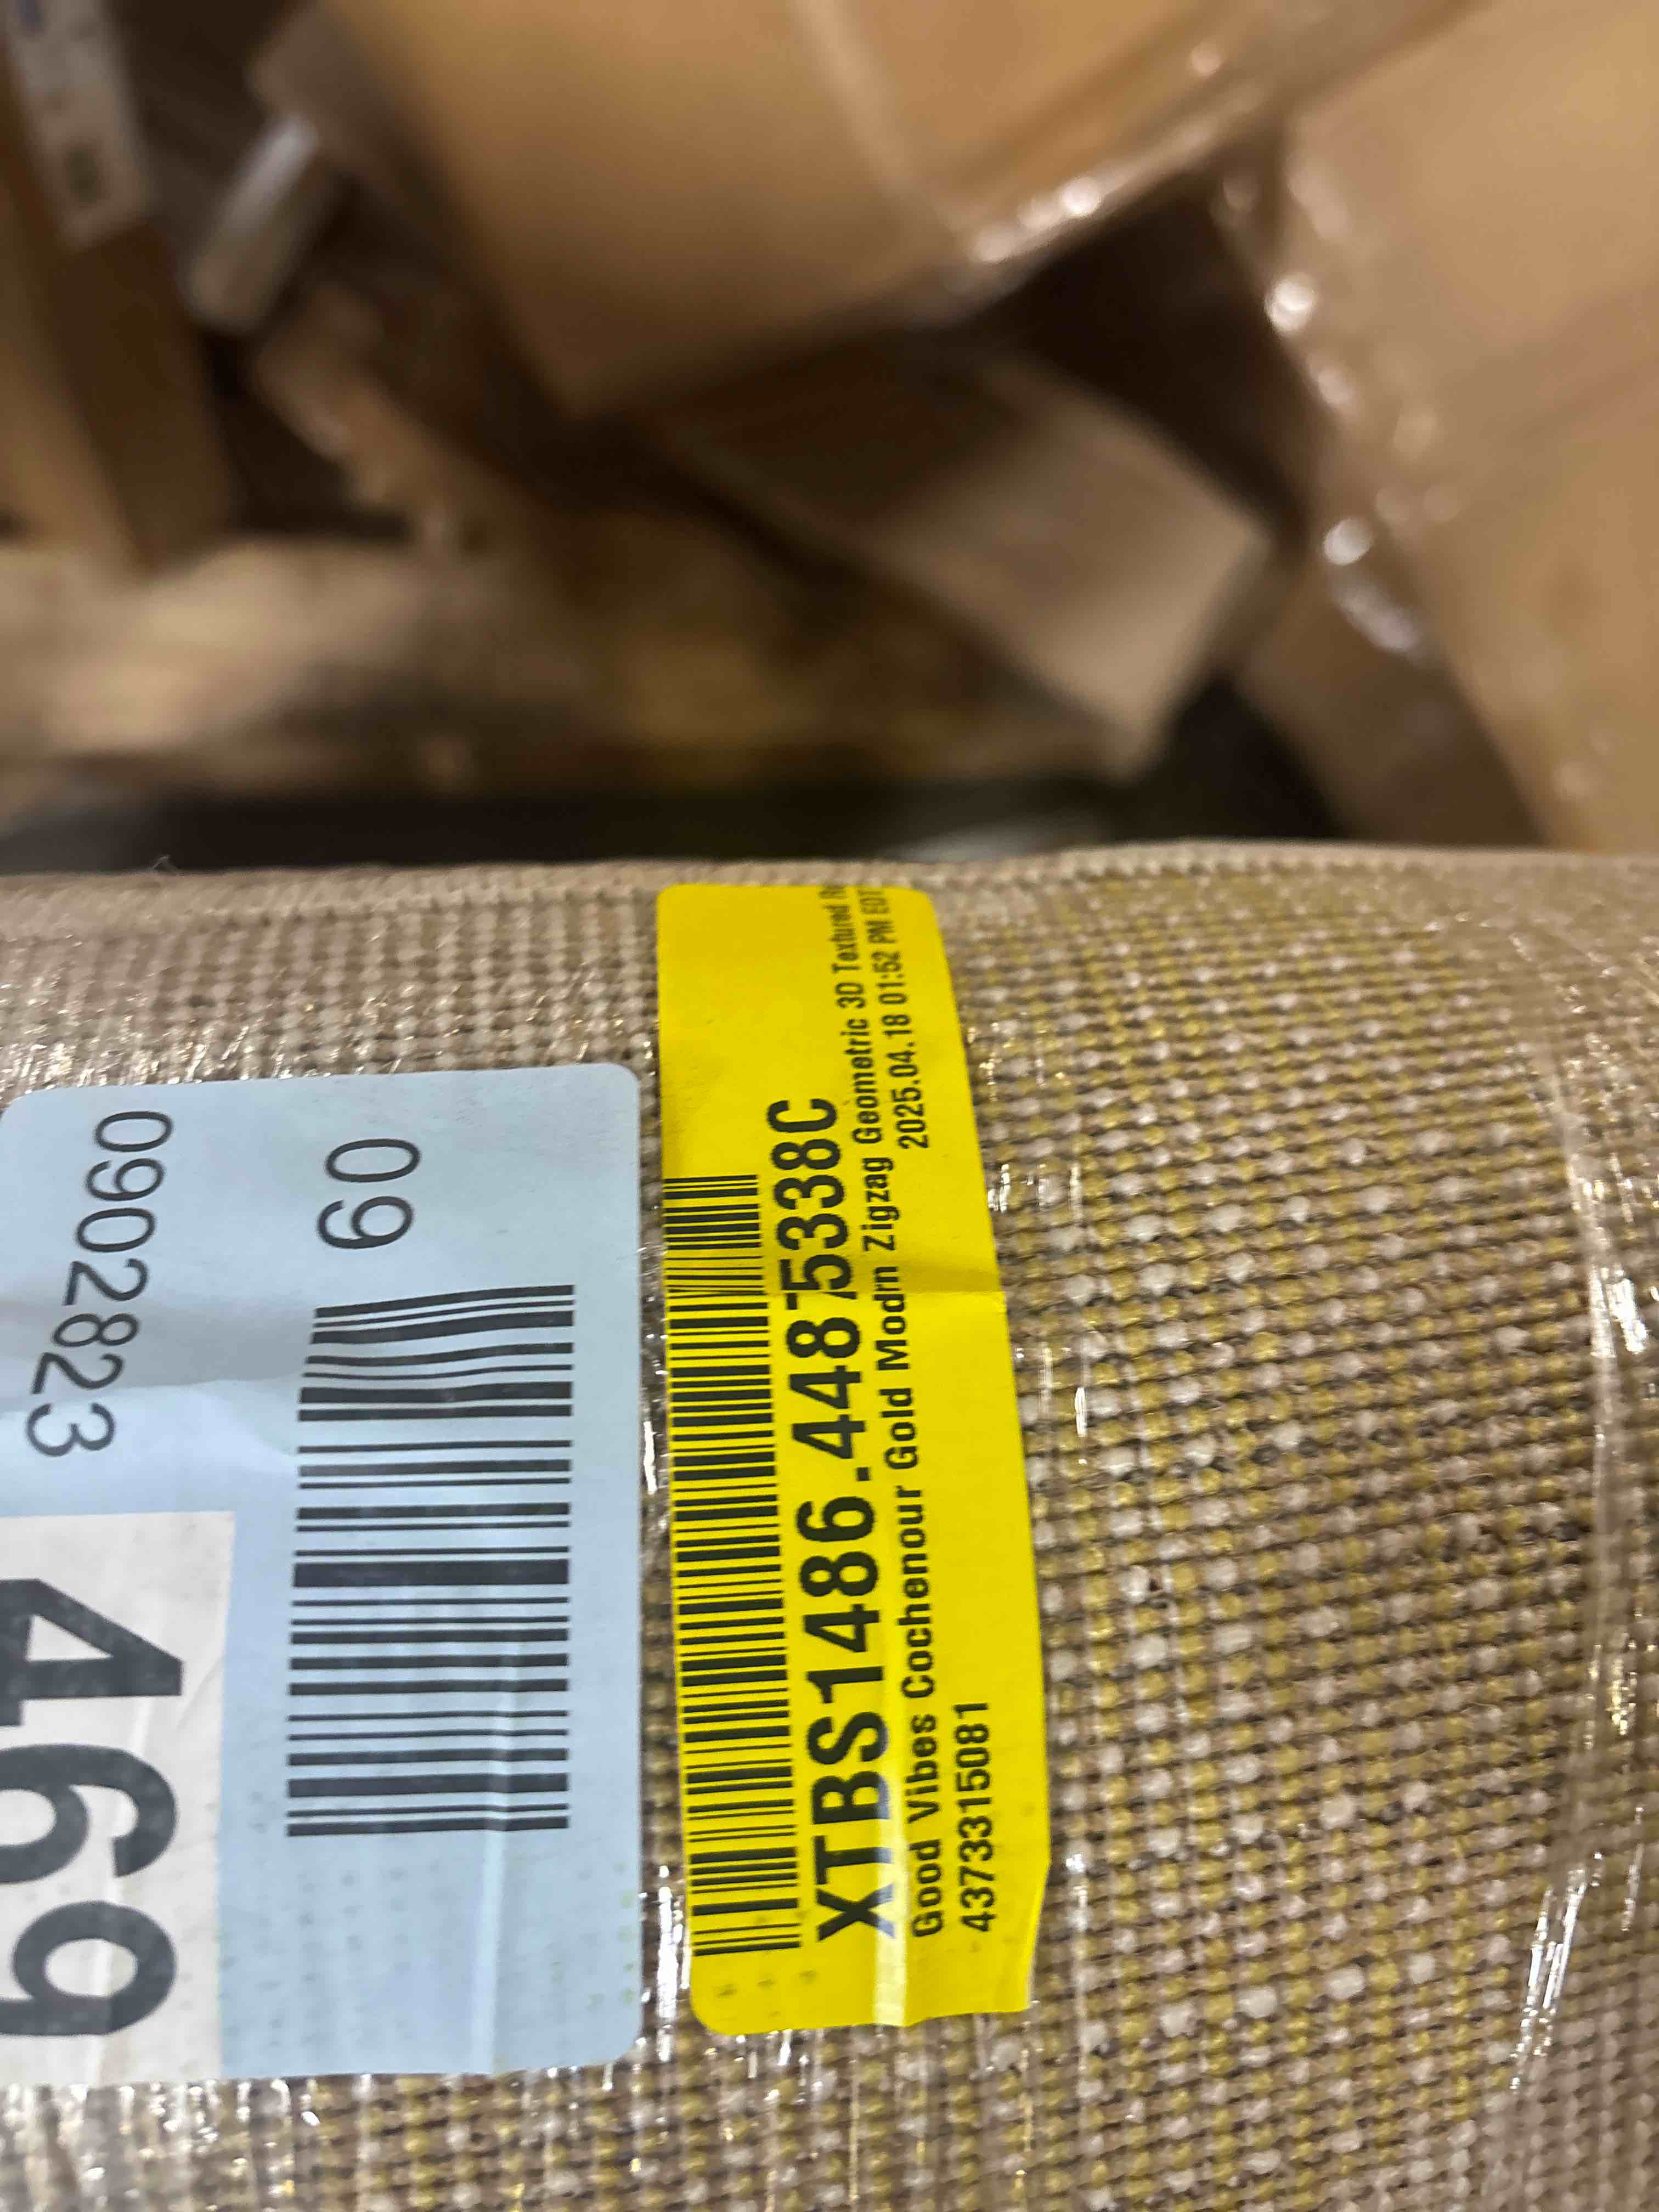 0902823
09
469
XTBS1486.44875338C
Good Vibes Cochenour Gold Modrn Zigzag Geometric 3D Textured
4373315081 2025.04.18 01:52 PM EDT